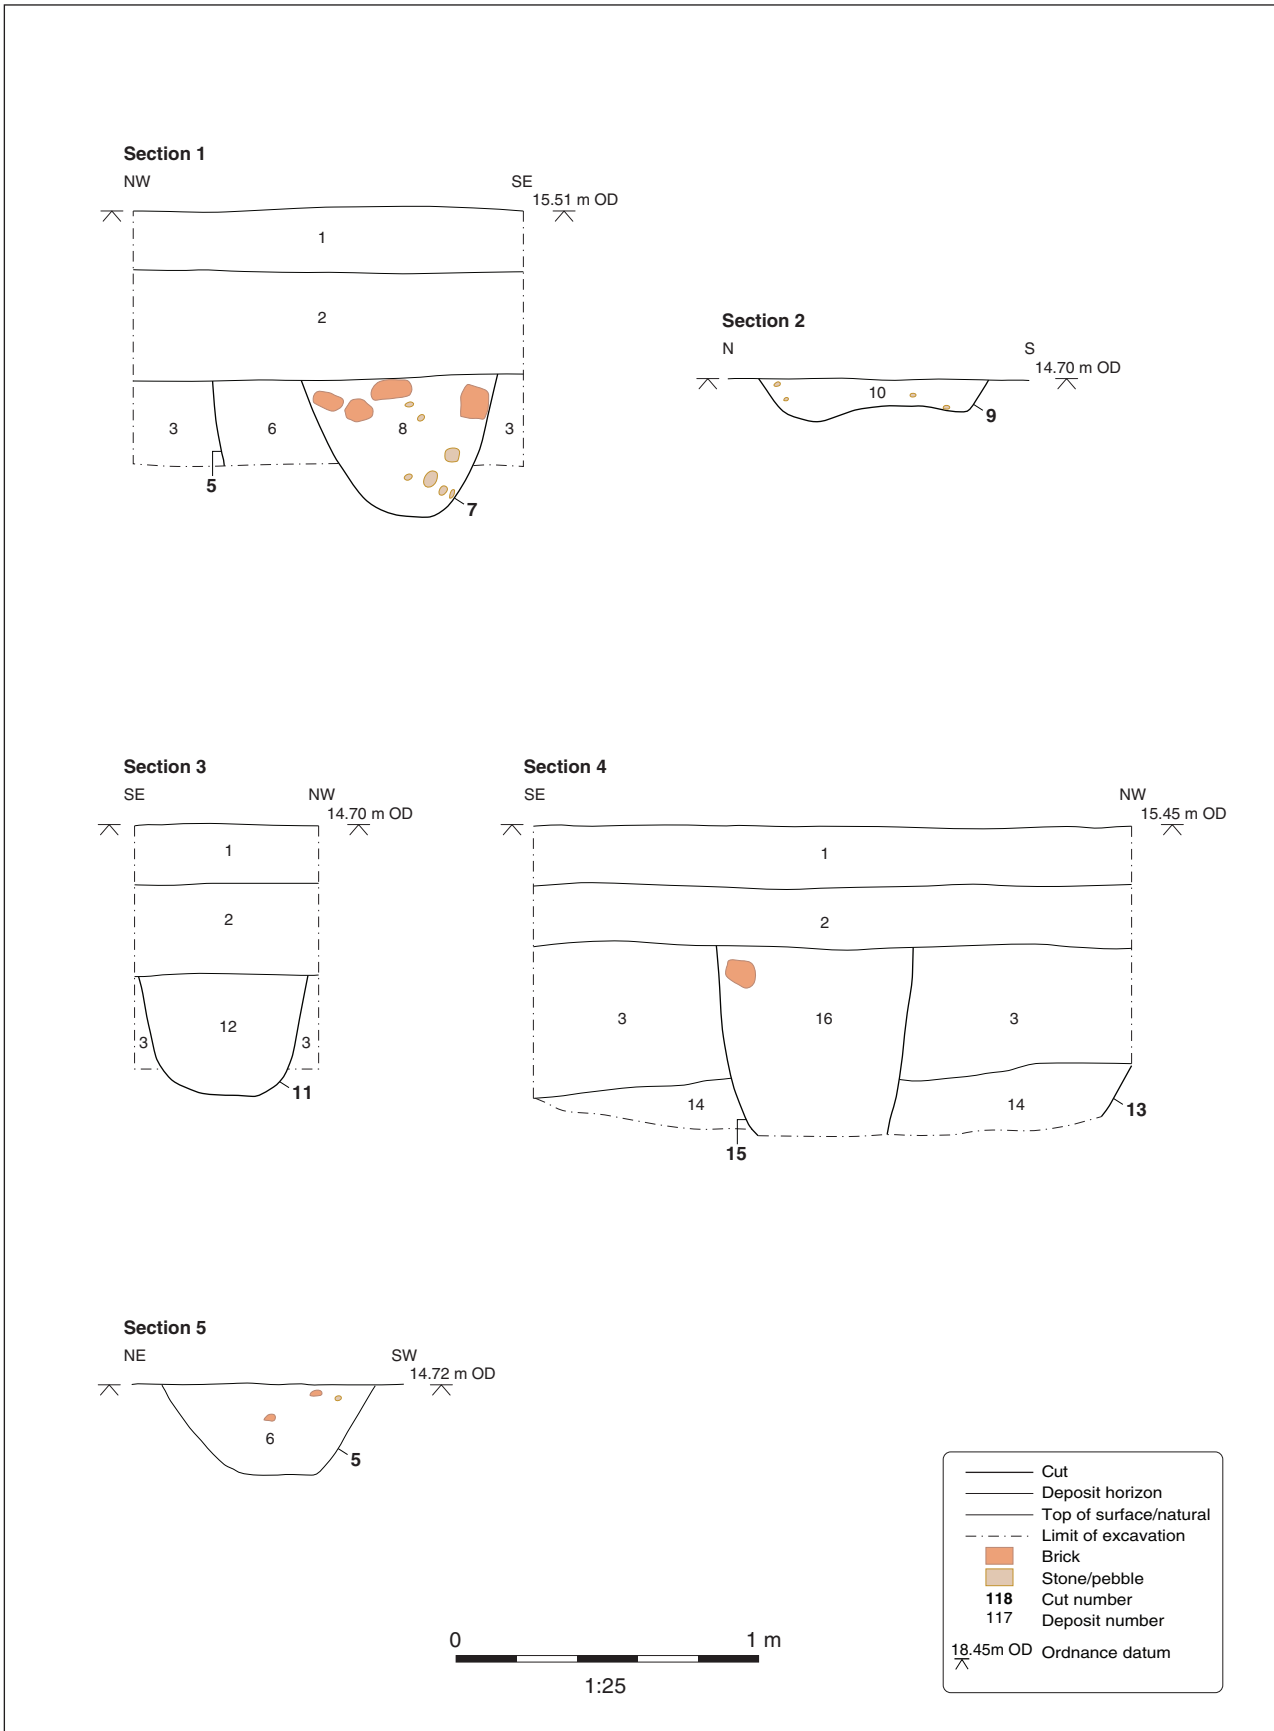 Section 1
NW SE
15.51 m OD
1
2
3 6 8 3
5
7
Section 2
N S
14.70 m OD
10
9
Section 3
SE NW
14.70 m OD
1
2
12
3 3
11
Section 4
SE NW
15.45 m OD
1
2
3 16 3
14 14
13
15
Section 5
NE SW
14.72 m OD
6
5
Cut
Deposit horizon
Top of surface/natural
Limit of excavation
Brick
Stone/pebble
118 Cut number
117 Deposit number
18.45m OD Ordnance datum
0 1 m
1:25